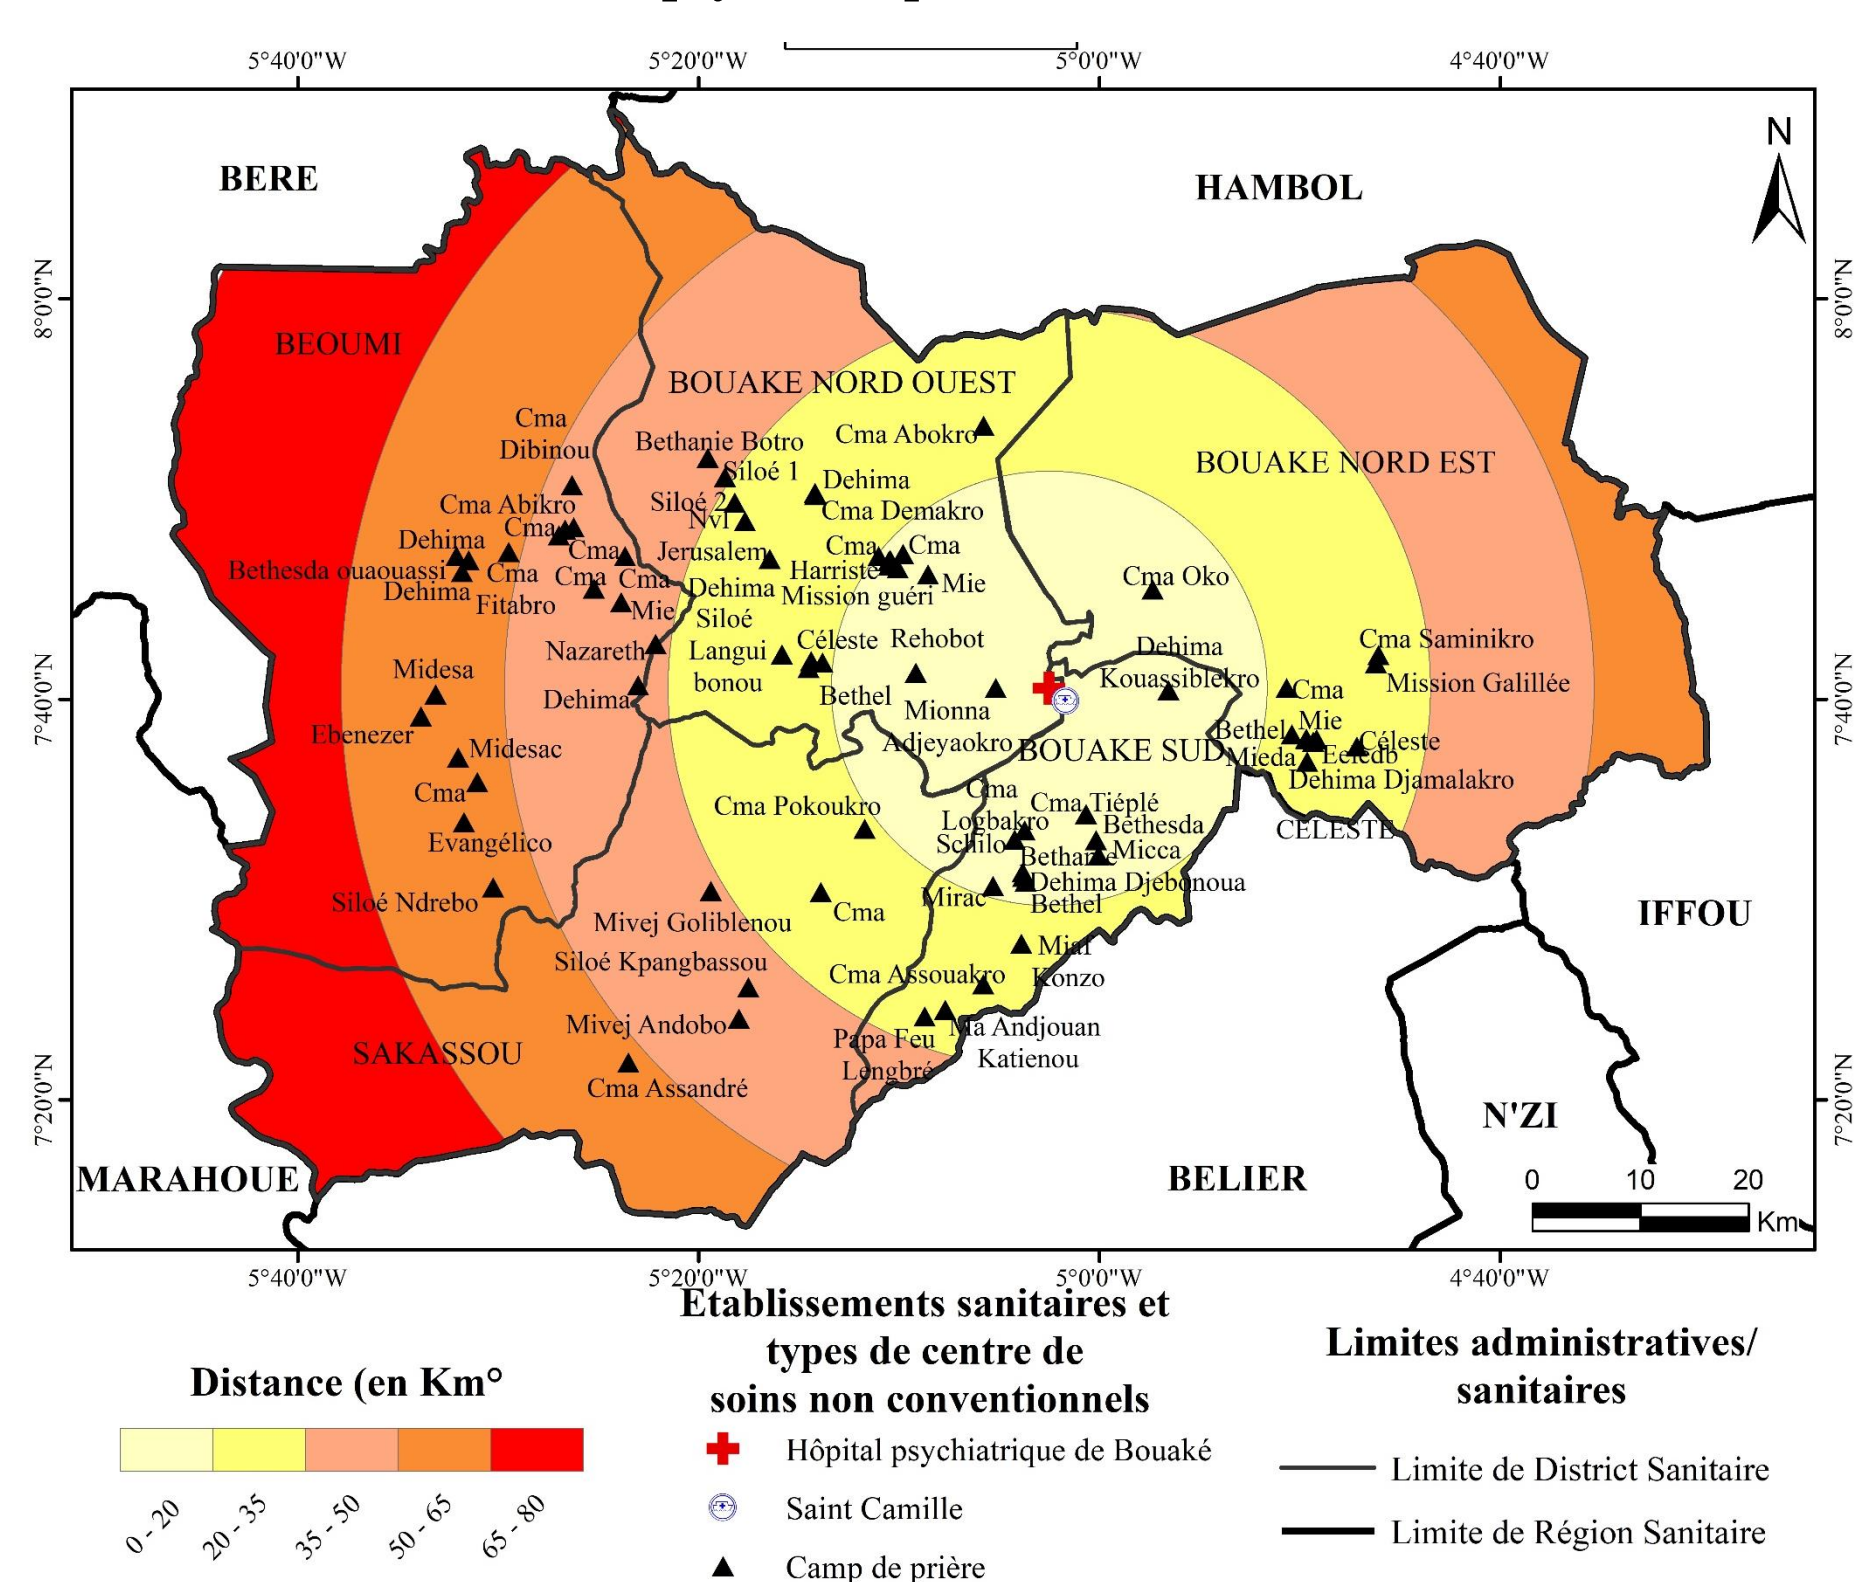 5°40'0"W
5°20'0"W
5°0'0"W
4°40'0"W
N
BERE
HAMBOL
8°0'0"N
8°0'0"N
BEOUMI
BOUAKE NORD OUEST
Cma
Dibinou
Bethanie Botro
Cma Abokro
BOUAKE NORD EST
Siloé 1
Dehima
Cma Abikro
Siloé 2
Nvl
Cma Demakro
Dehima
Cma
Cma
Jerusalem
Cma
Cma
Bethesda ouaouassi
Cma
Cma
Cma
Harriste
Mie
Cma Oko
Dehima
Fitabro
Mie
Dehima
Mission guéri
Siloé
Nazareth
Langui
bonou
Céleste
Rehobot
Dehima
Kouassiblekro
Cma Saminikro
Midesa
Mission Galillée
Dehima
Bethel
Mionna
Cma
7°40'0"N
7°40'0"N
Ebenezer
Adjeyaokro
BOUAKE SUD
Bethel
Mie
Céleste
Midesac
Mieda
Eeledb
Dehima Djamalakro
Cma
Cma Pokoukro
Cma
Logbakro
Cma Tiéplé
CELESTE
Evangélico
Schilo
Bethesda
Bethanie
Micca
Siloé Ndrebo
Mivej Goliblenou
Cma
Mirac
Dehima Djebonoua
Bethel
IFFOU
Siloé Kpangbassou
Cma Assouakro
Miaf
Konzo
Mivej Andobo
Papa Feu
Lengbré
Ma Andjouan
Katienou
SAKASSOU
Cma Assandré
7°20'0"N
7°20'0"N
N'ZI
MARAHOUE
BELIER
0 10 20
Km
5°40'0"W
5°20'0"W
5°0'0"W
4°40'0"W
Distance (en Km°
0 - 20
20 - 35
35 - 50
50 - 65
65 - 80
Etablissements sanitaires et
types de centre de
soins non conventionnels
Hôpital psychiatrique de Bouaké
Saint Camille
Camp de prière
Limites administratives/
sanitaires
Limite de District Sanitaire
Limite de Région Sanitaire